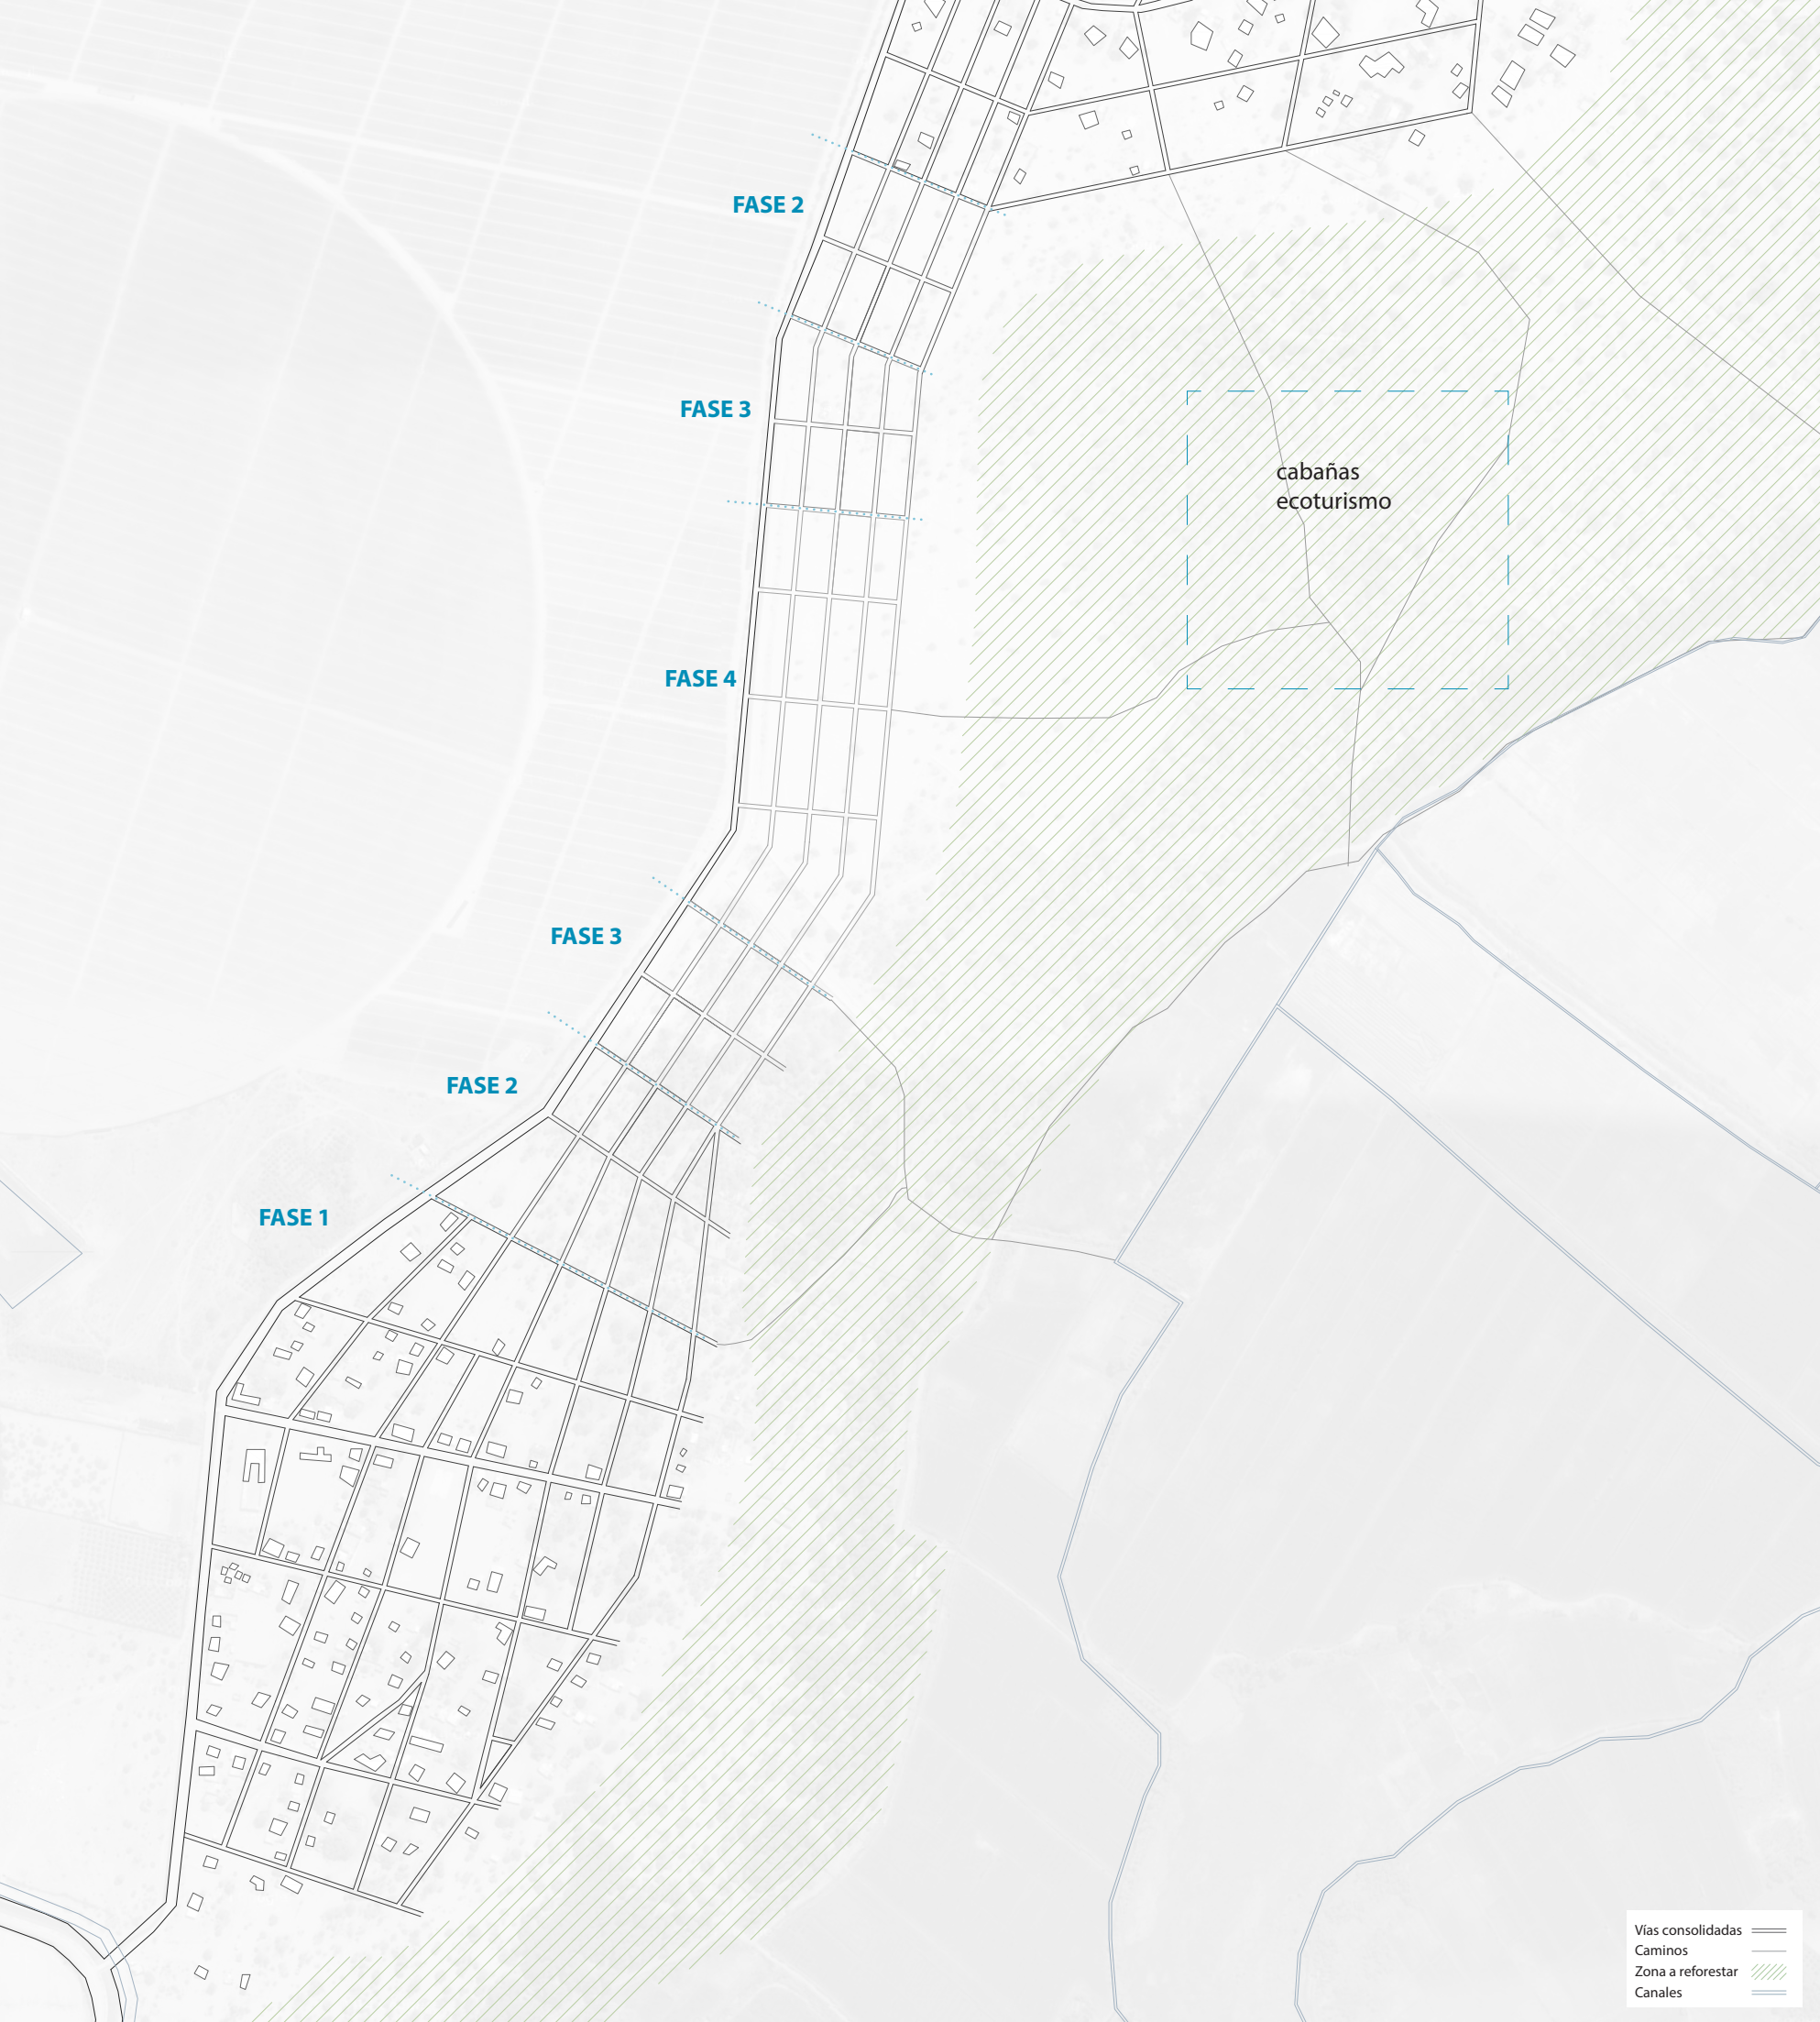 FASE 2
FASE 3
cabañas
ecoturismo
FASE 4
FASE 3
FASE 2
FASE 1
Vías consolidadas
Caminos
Zona a reforestar
Canales